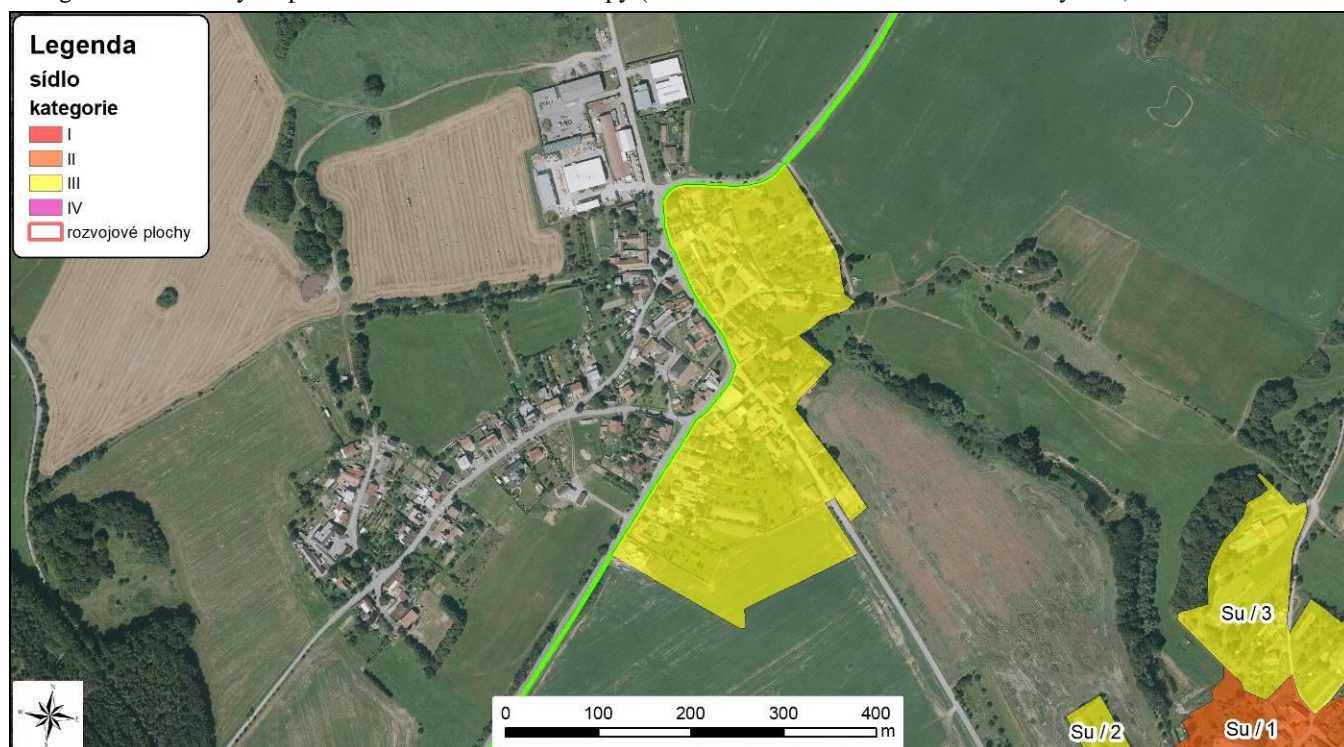 Legenda
sídlo
kategorie
I
II
III
IV
rozvojové plochy
Su / 3
Su / 1
Su / 2
N
W E
S
0 100 200 300 400
m